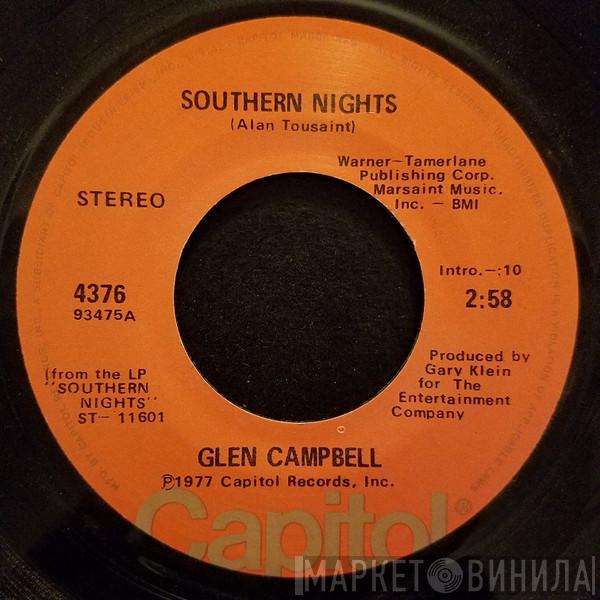 SOUTHERN NIGHTS
(Alan Tousaint)
Warner-Tamerlane
Publishing Corp.
Marsaint Music,
Inc. - BMI
STEREO
Intro.-:10
4376
2:58
93475A
(from the LP
"SOUTHERN
NIGHTS"
ST- 11601
Produced by
Gary Klein
for The
Entertainment
Company
GLEN CAMPBELL
℗1977 Capitol Records, Inc.
Capitol®
МАРКЕТ ВИНИЛА